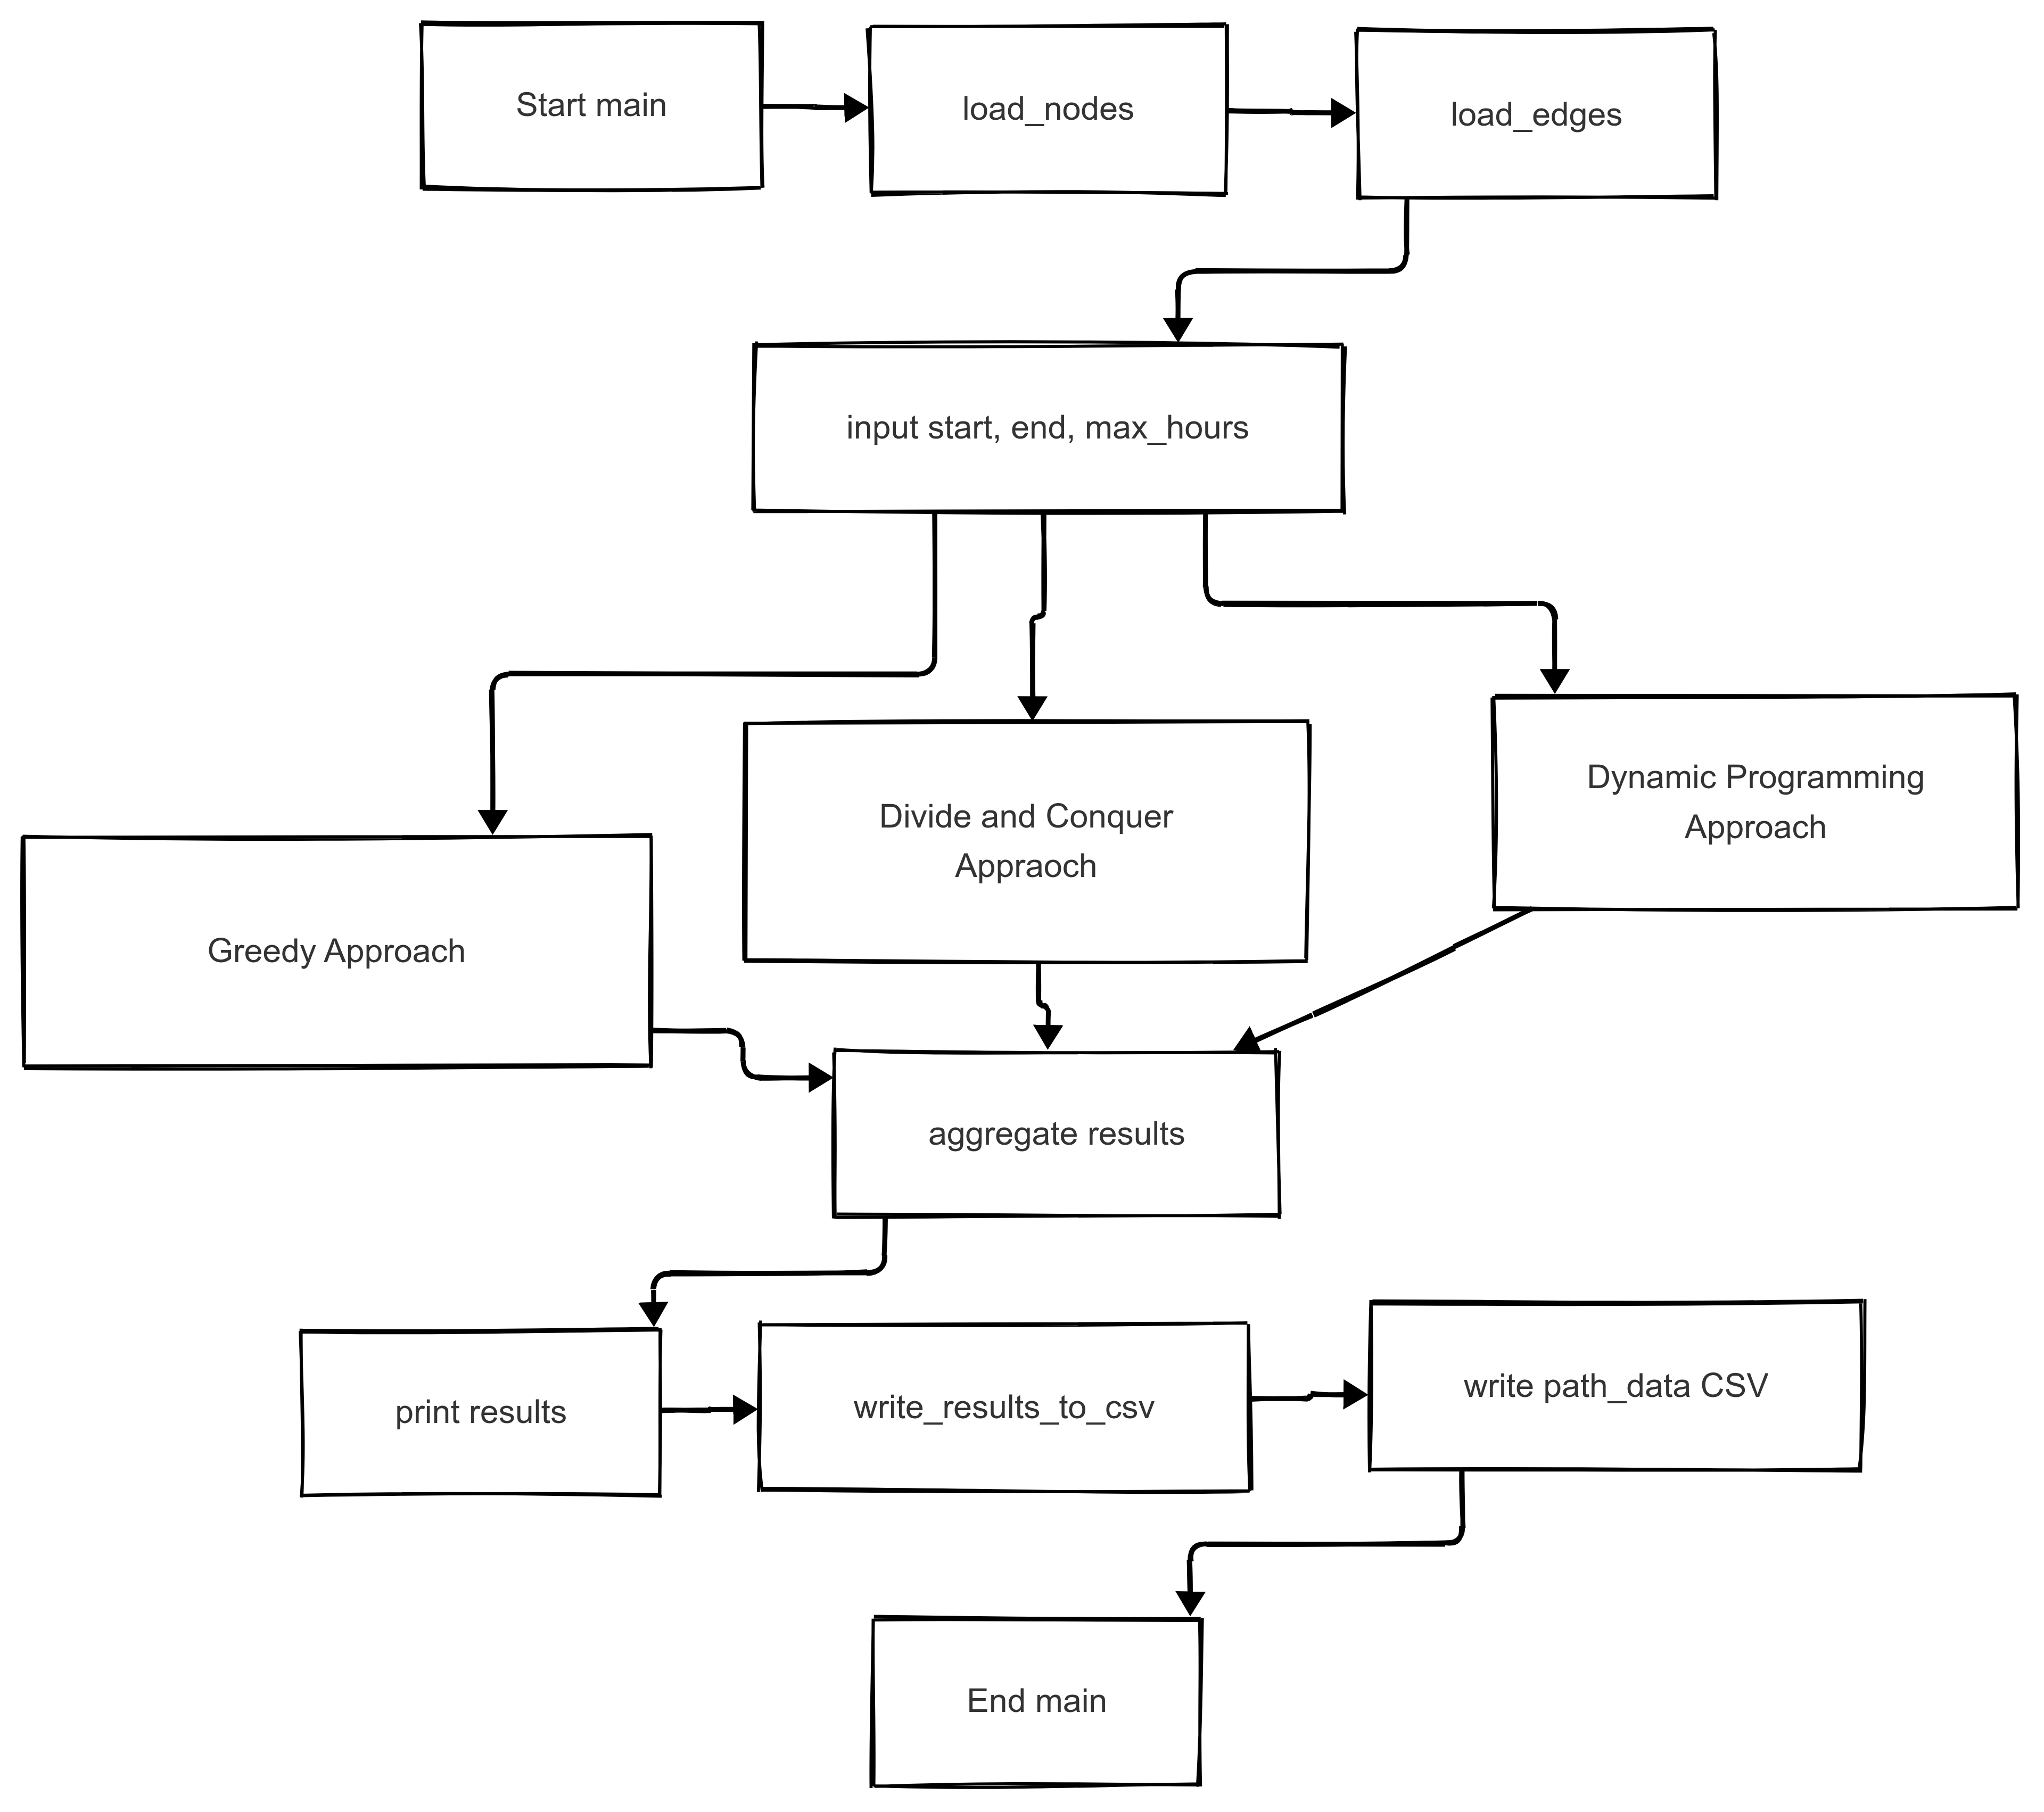 Start main
load_nodes
load_edges
input start, end, max_hours
Greedy Approach
Divide and Conquer
Appraoch
Dynamic Programming
Approach
aggregate results
print results
write_results_to_csv
write path_data CSV
End main